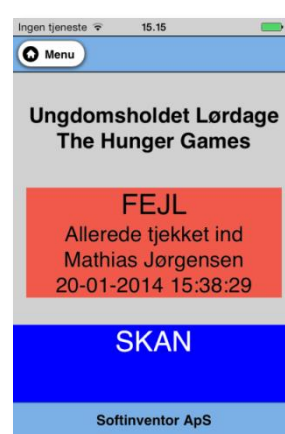 Ingen tjeneste 15.15
Menu
Ungdomsholdet Lørdage
The Hunger Games
FEJL
Allerede tjekket ind
Mathias Jørgensen
20-01-2014 15:38:29
SKAN
Softinventor ApS